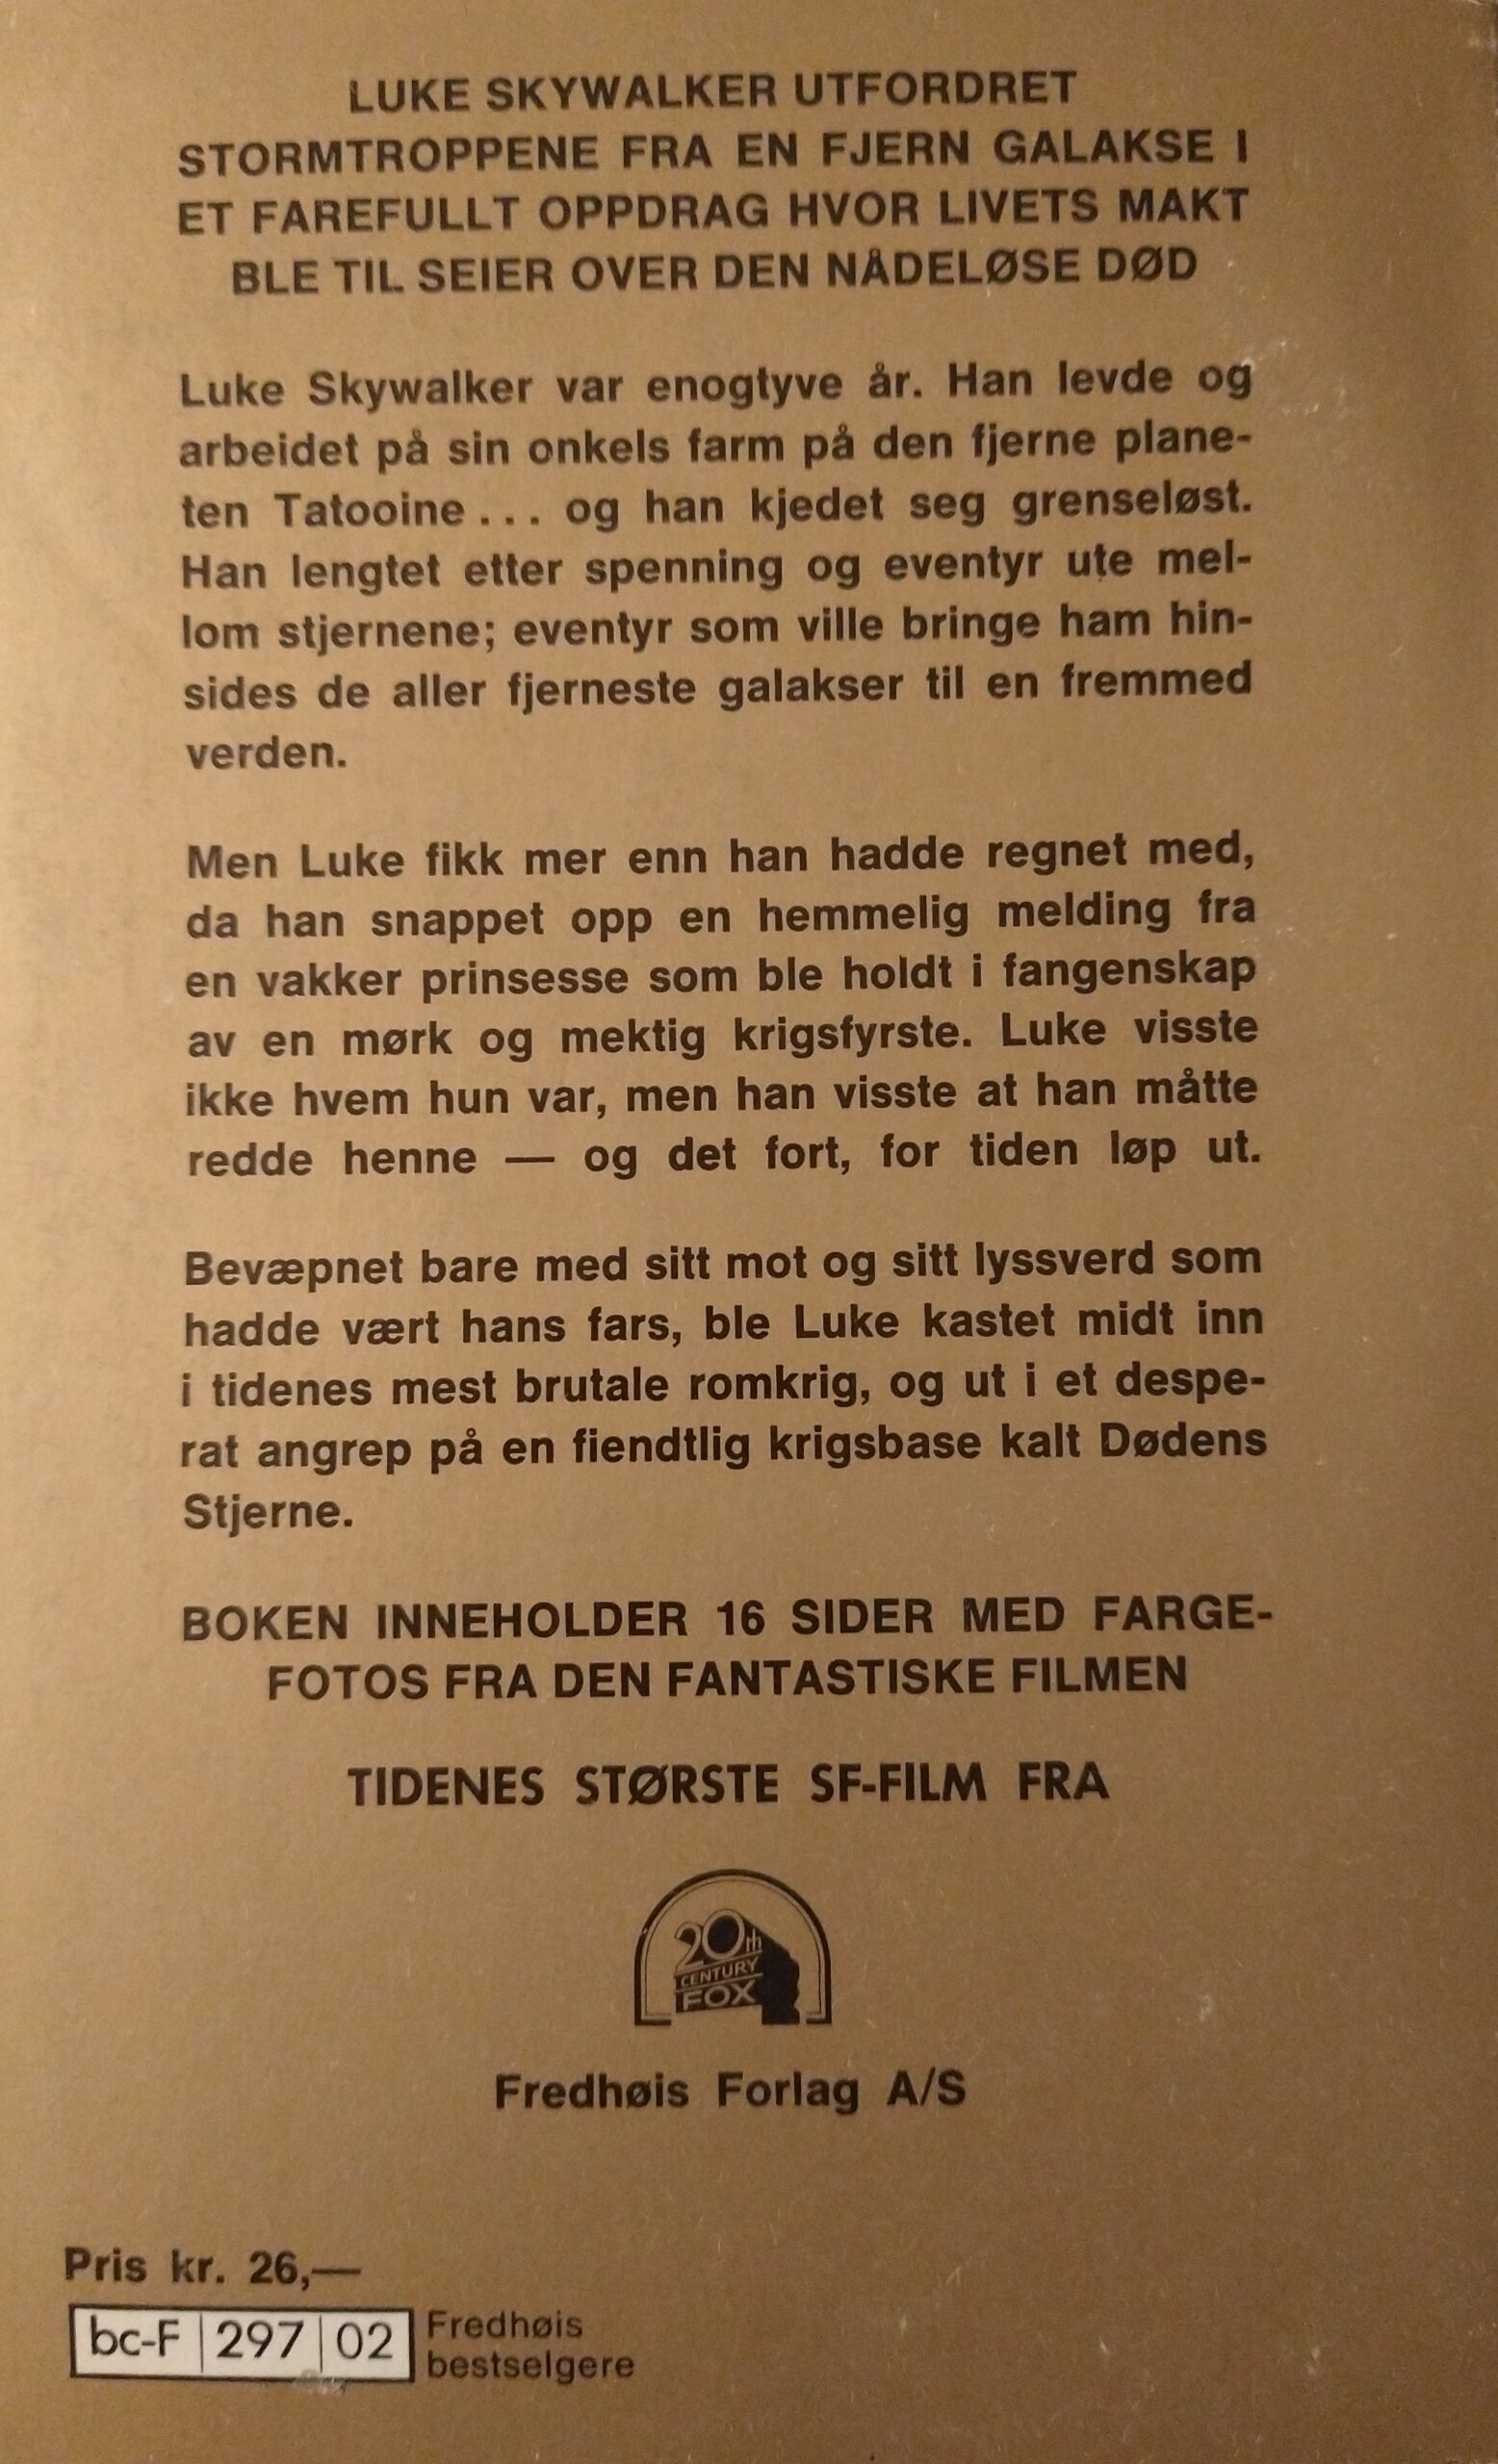 LUKE SKYWALKER UTFORDRET
STORMTROPPENE FRA EN FJERN GALAKSE I
ET FAREFULLT OPPDRAG HVOR LIVETS MAKT
BLE TIL SEIER OVER DEN NÅDELØSE DØD
Luke Skywalker var enogtyve år. Han levde og
arbeidet på sin onkels farm på den fjerne plane-
ten Tatooine... og han kjedet seg grenseløst.
Han lengtet etter spenning og eventyr ute mel-
lom stjernene; eventyr som ville bringe ham hin-
sides de aller fjerneste galakser til en fremmed
verden.
Men Luke fikk mer enn han hadde regnet med,
da han snappet opp en hemmelig melding fra
en vakker prinsesse som ble holdt i fangenskap
av en mørk og mektig krigsfyrste. Luke visste
ikke hvem hun var, men han visste at han måtte
redde henne — og det fort, for tiden løp ut.
Bevæpnet bare med sitt mot og sitt lyssverd som
hadde vært hans fars, ble Luke kastet midt inn
i tidenes mest brutale romkrig, og ut i et despe-
rat angrep på en fiendtlig krigsbase kalt Dødens
Stjerne.
BOKEN INNEHOLDER 16 SIDER MED FARGE-
FOTOS FRA DEN FANTASTISKE FILMEN
TIDENES STØRSTE SF-FILM FRA
20th
CENTURY
FOX
Fredhøis Forlag A/S
Pris kr. 26,—
bc-F 297 02 Fredhøis
bestselgere